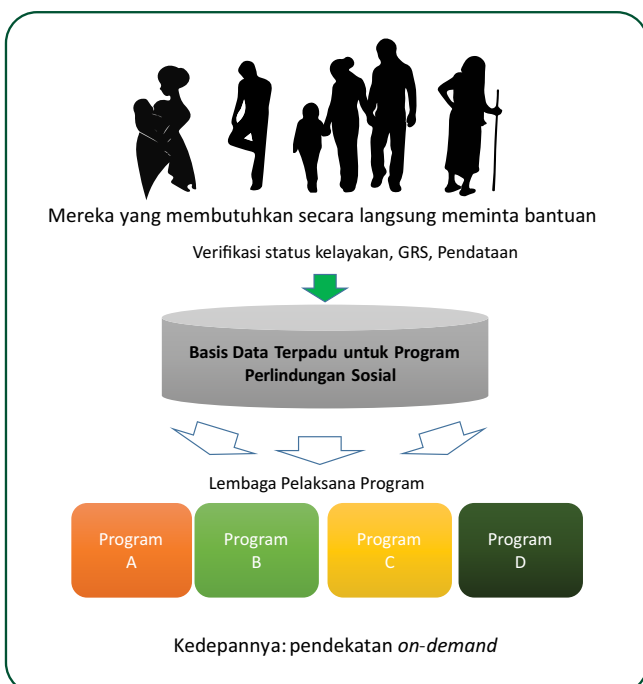 Mereka yang membutuhkan secara langsung meminta bantuan
Verifikasi status kelayakan, GRS, Pendataan
Basis Data Terpadu untuk Program
Perlindungan Sosial
Lembaga Pelaksana Program
Program
A
Program
B
Program
C
Program
D
Kedepannya: pendekatan on-demand